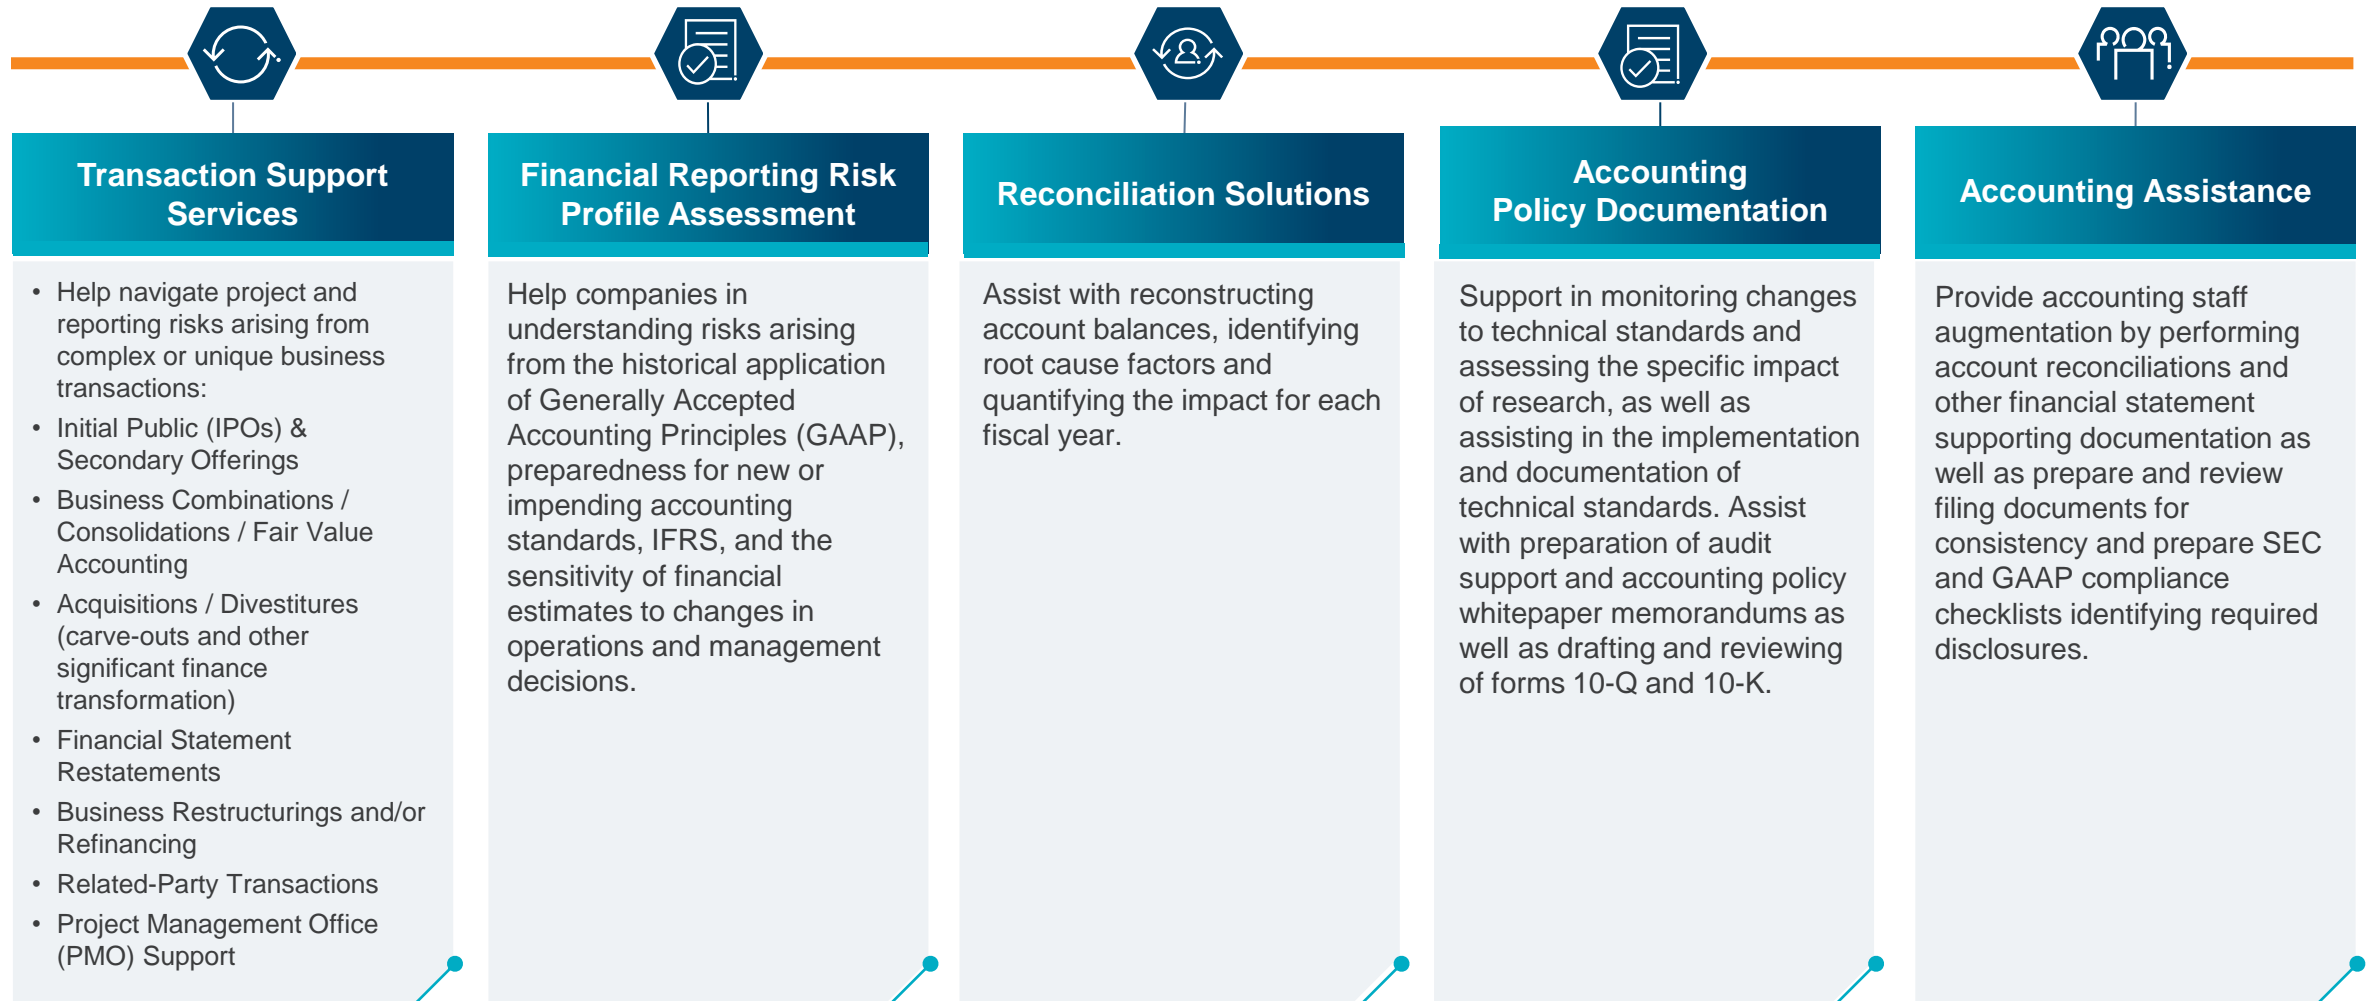 Transaction Support
Services
• Help navigate project and
reporting risks arising from
complex or unique business
transactions:
• Initial Public (IPOs) &
Secondary Offerings
• Business Combinations /
Consolidations / Fair Value
Accounting
• Acquisitions / Divestitures
(carve-outs and other
significant finance
transformation)
• Financial Statement
Restatements
• Business Restructurings and/or
Refinancing
• Related-Party Transactions
• Project Management Office
(PMO) Support
Financial Reporting Risk
Profile Assessment
Help companies in
understanding risks arising
from the historical application
of Generally Accepted
Accounting Principles (GAAP),
preparedness for new or
impending accounting
standards, IFRS, and the
sensitivity of financial
estimates to changes in
operations and management
decisions.
Reconciliation Solutions
Assist with reconstructing
account balances, identifying
root cause factors and
quantifying the impact for each
fiscal year.
Accounting
Policy Documentation
Support in monitoring changes
to technical standards and
assessing the specific impact
of research, as well as
assisting in the implementation
and documentation of
technical standards. Assist
with preparation of audit
support and accounting policy
whitepaper memorandums as
well as drafting and reviewing
of forms 10-Q and 10-K.
Accounting Assistance
Provide accounting staff
augmentation by performing
account reconciliations and
other financial statement
supporting documentation as
well as prepare and review
filing documents for
consistency and prepare SEC
and GAAP compliance
checklists identifying required
disclosures.